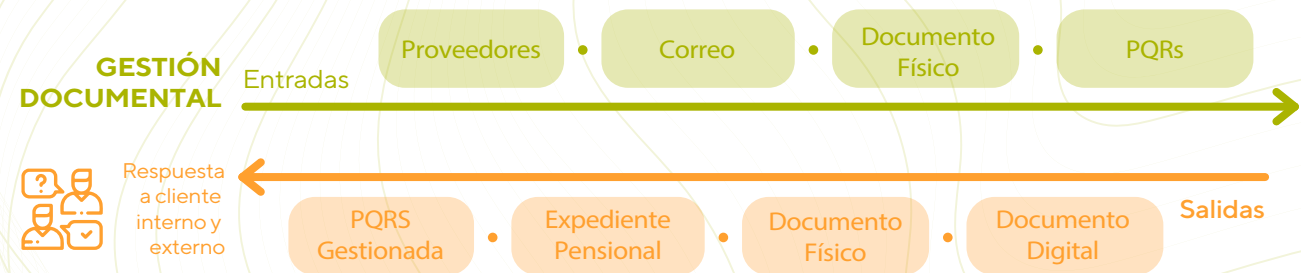 GESTIÓN
DOCUMENTAL
Entradas
Proveedores
Correo
Documento
Físico
PQRs
Respuesta
a cliente
interno y
externo
PQRS
Gestionada
Expediente
Pensional
Documento
Físico
Documento
Digital
Salidas